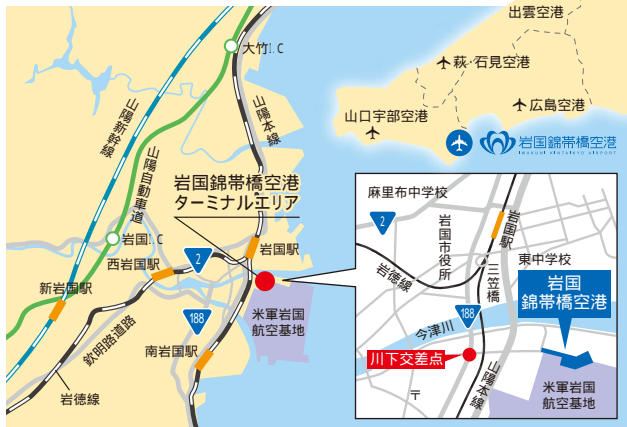 出雲空港
萩・石見空港
広島空港
山口宇部空港
岩国錦帯橋空港
大竹I.C
山陽新幹線
山陽自動車道
山陽本線
岩国錦帯橋空港
ターミナルエリア
岩国I.C
岩国駅
西岩国駅
2
新岩国駅
188
米軍岩国
航空基地
欽明路道路
南岩国駅
岩徳線
麻里布中学校
2
岩国市役所
岩国駅
岩徳線
三笠橋
東中学校
岩国
錦帯橋空港
188
今津川
川下交差点
山陽本線
米軍岩国
航空基地
〒